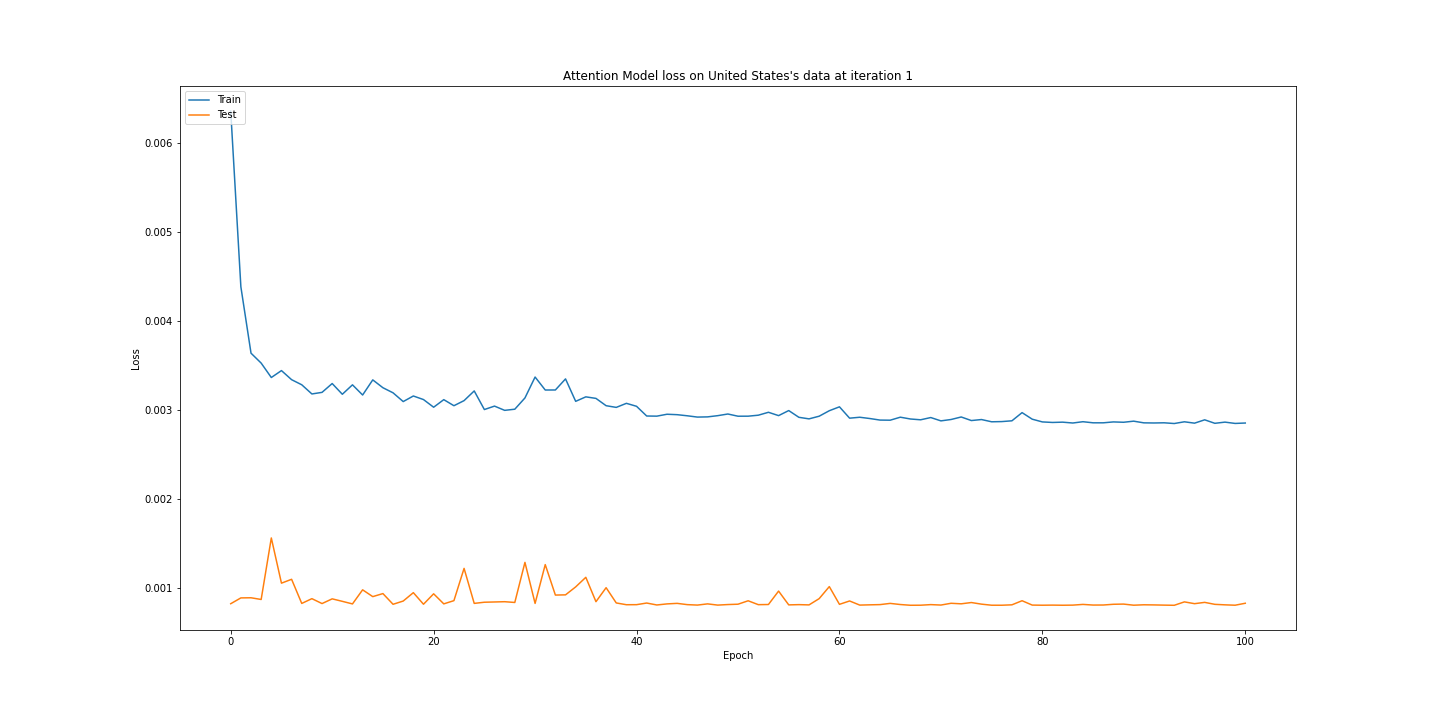 Attention Model loss on United States's data at iteration 1
Train
Test
0.006
0.005
0.004
0.003
0.002
0.001
Loss
0 20 40 60 80 100
Epoch